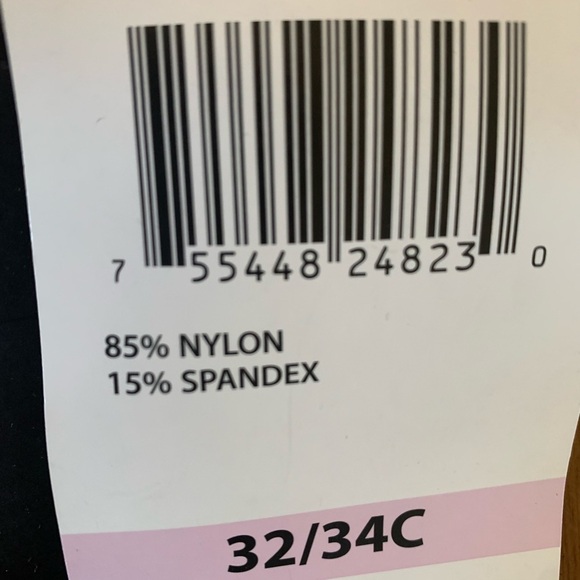 7 55448 24823 0
85% NYLON
15% SPANDEX
32/34C